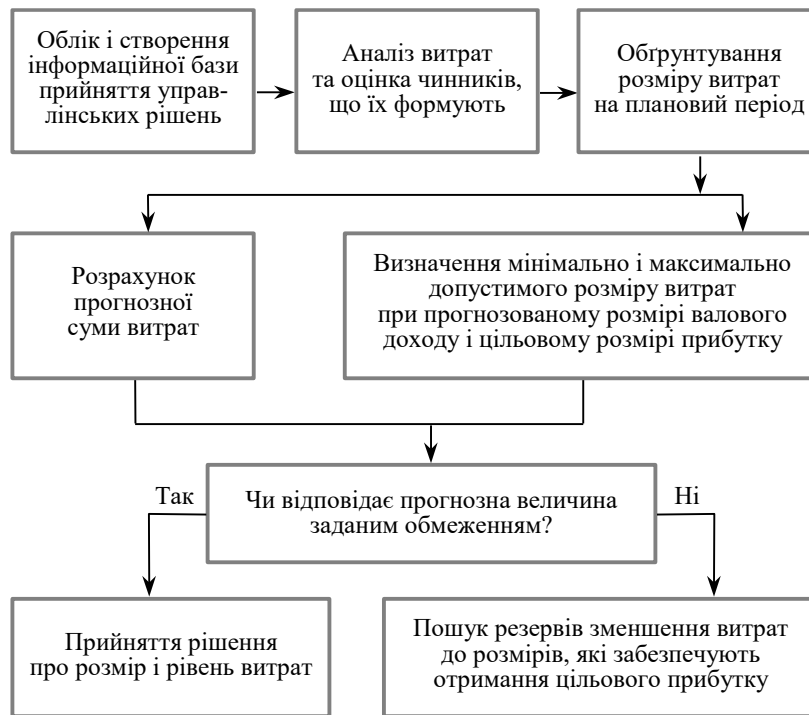 Облік і створення
інформаційної бази
прийняття управ-
лінських рішень
Аналіз витрат
та оцінка чинників,
що їх формують
Обґрунтування
розміру витрат
на плановий період
Розрахунок
прогнозної
суми витрат
Визначення мінімально і максимально
допустимого розміру витрат
при прогнозованому розмірі валового
доходу і цільовому розмірі прибутку
Так
Чи відповідає прогнозна величина
заданим обмеженням?
Ні
Прийняття рішення
про розмір і рівень витрат
Пошук резервів зменшення витрат
до розмірів, які забезпечують
отримання цільового прибутку